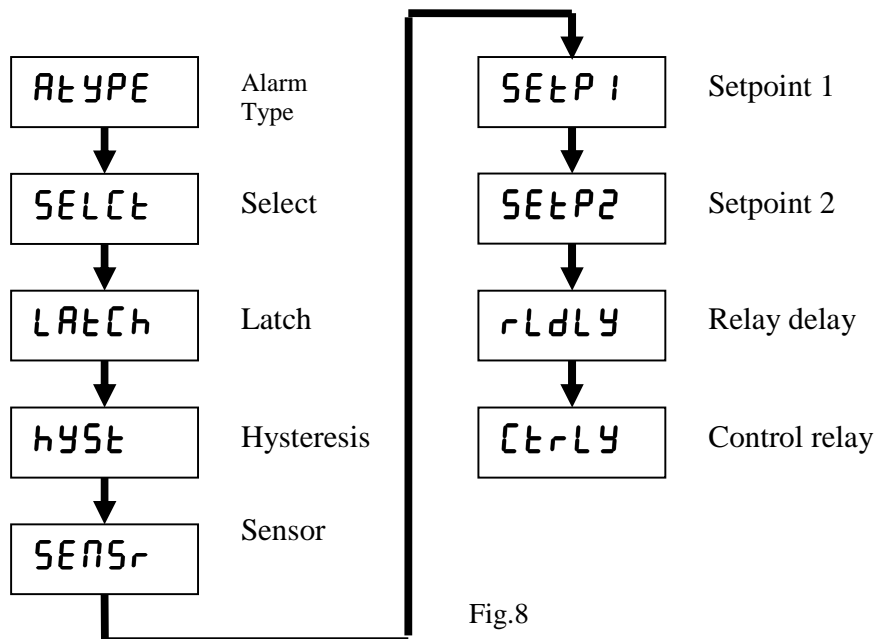 AtYPE
Alarm
Type
SELCt
Select
LAtCh
Latch
hYSt
Hysteresis
SEnSr
Sensor
SEtP1
Setpoint 1
SEtP2
Setpoint 2
rLdLY
Relay delay
CtrLY
Control relay
Fig.8